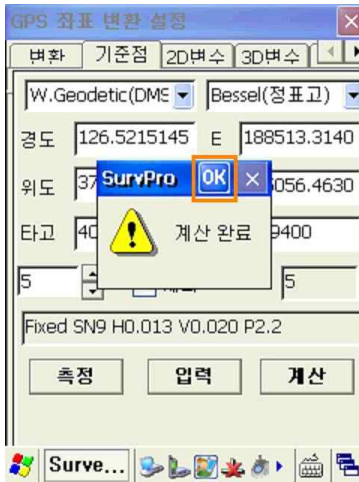 GPS 좌표 변환 설정
변환 기준점 2D변수 3D변수
W.Geodetic(DMS Bessel(정표고)
경도 126.5215145 E 188513.3140
위도 37 5056.4630
타고 40 9400
SurvPro OK
계산 완료
5 5
Fixed SN9 H0.013 V0.020 P2.2
측정 입력 계산
Surve...